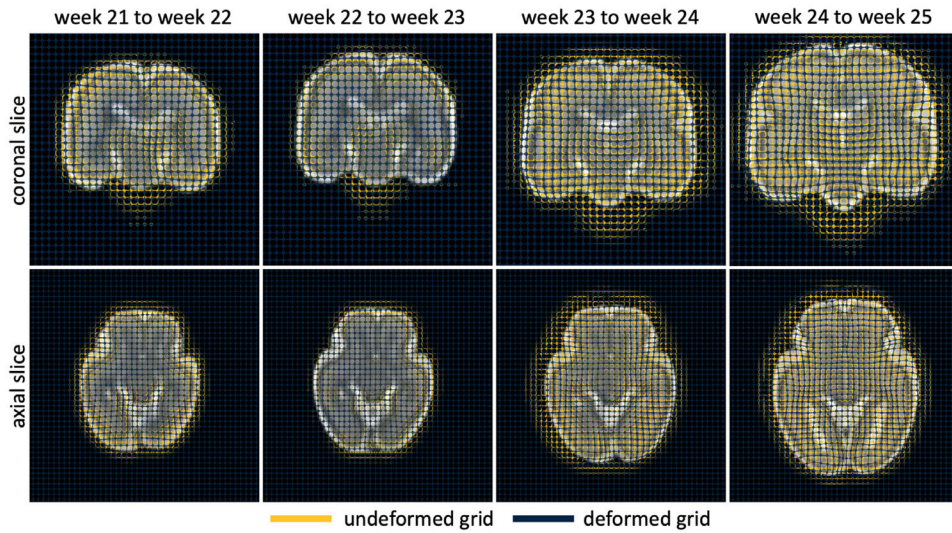 week 21 to week 22
week 22 to week 23
week 23 to week 24
week 24 to week 25
coronal slice
axial slice
undeformed grid
deformed grid